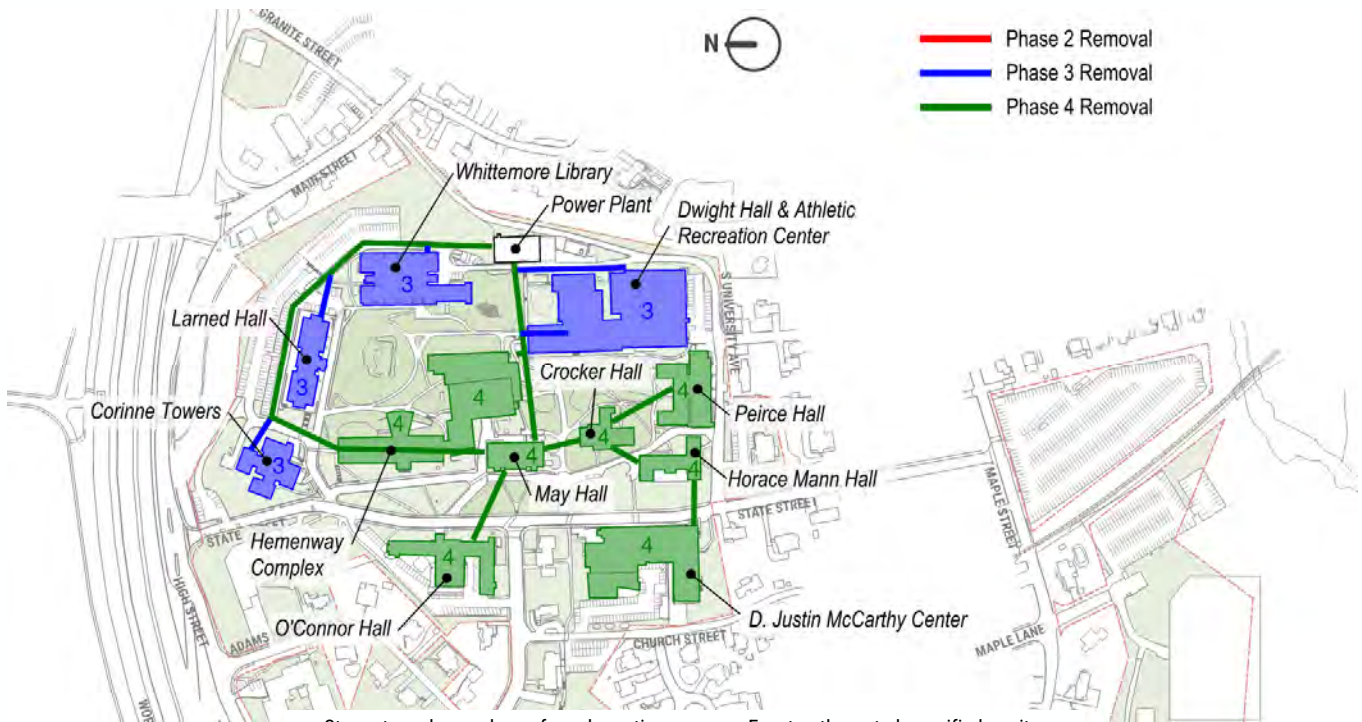 GRANITE STREET
N
Phase 2 Removal
Phase 3 Removal
Phase 4 Removal
MAIN STREET
Whittemore Library
Power Plant
Dwight Hall & Athletic
Recreation Center
3
3
Larned Hall
3
S UNIVERSITY AVE
Crocker Hall
Corinne Towers
4
4
4
4
Peirce Hall
3
4
4
Horace Mann Hall
May Hall
MAPLE STREET
STATE STREET
STATE
Hemenway
Complex
4
4
HIGH STREET
O'Connor Hall
D. Justin McCarthy Center
ADAMS
CHURCH STREET
MAPLE LANE